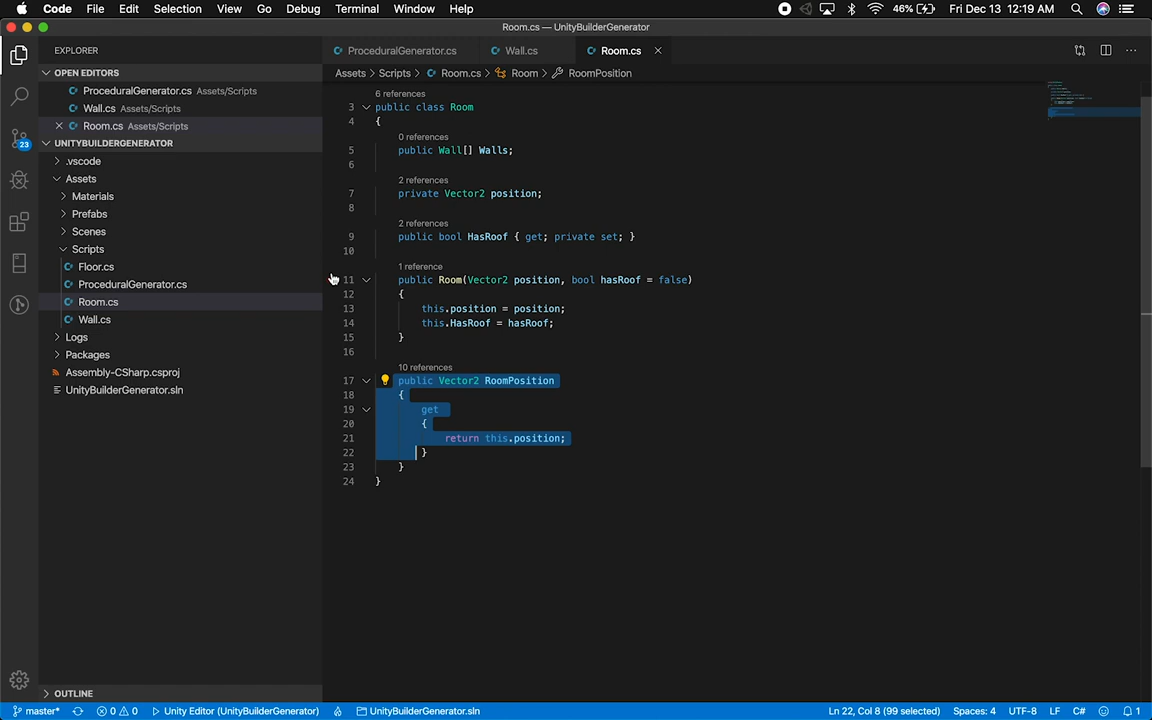 Code File Edit Selection View Go Debug Terminal Window Help 46% Fri Dec 13 12:19 AM
Room.cs — UnityBuilderGenerator
EXPLORER
OPEN EDITORS
ProceduralGenerator.cs Assets/Scripts
Wall.cs Assets/Scripts
Room.cs Assets/Scripts
UNITYBUILDERGENERATOR
.vscode
Assets
Materials
Prefabs
Scenes
Scripts
Floor.cs
ProceduralGenerator.cs
Room.cs
Wall.cs
Logs
Packages
Assembly-CSharp.csproj
UnityBuilderGenerator.sln
OUTLINE
23
ProceduralGenerator.cs Wall.cs Room.cs
Assets > Scripts > Room.cs > Room > RoomPosition
6 references
3 public class Room
4 {
0 references
5 public Wall[] Walls;
6
2 references
7 private Vector2 position;
8
2 references
9 public bool HasRoof { get; private set; }
10
1 reference
11 public Room(Vector2 position, bool hasRoof = false)
12 {
13 this.position = position;
14 this.HasRoof = hasRoof;
15 }
16
10 references
17 public Vector2 RoomPosition
18 {
19 get
20 {
21 return this.position;
22 }
23 }
24 }
master* 0 0 Unity Editor (UnityBuilderGenerator) UnityBuilderGenerator.sln Ln 22, Col 8 (99 selected) Spaces: 4 UTF-8 LF C# 1